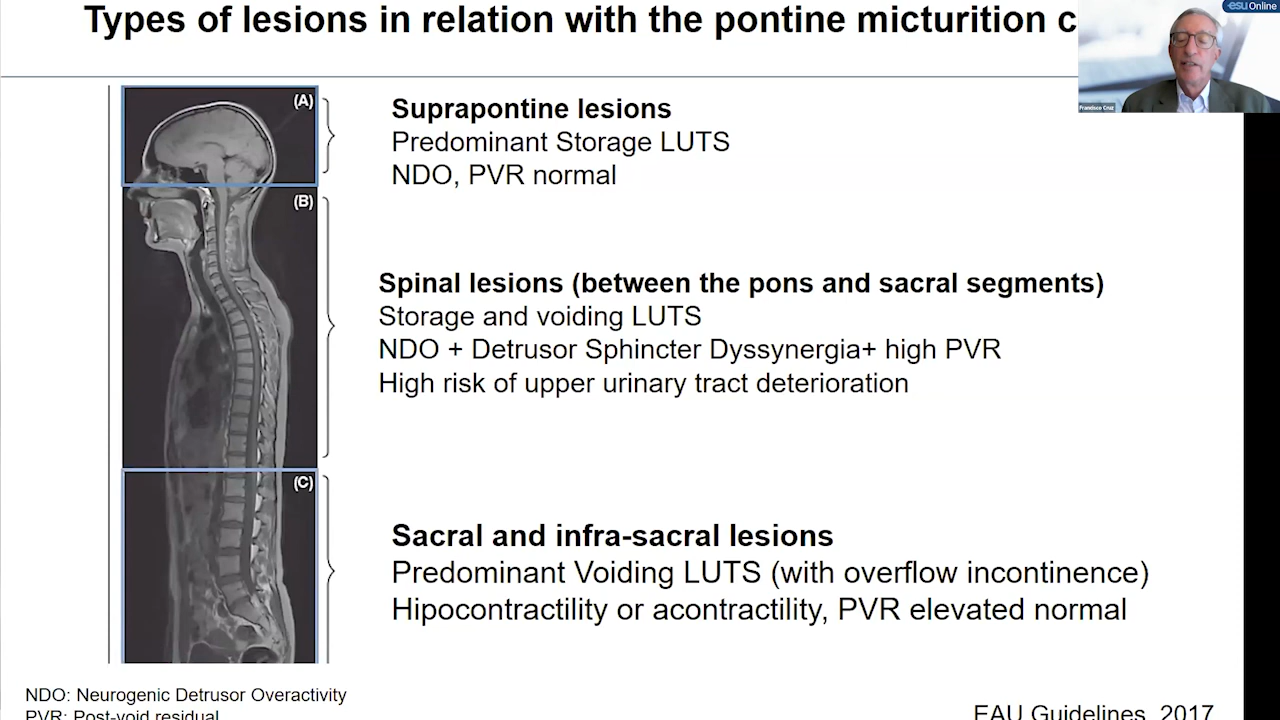 Types of lesions in relation with the pontine micturition c
esu Online
Francisco Cruz
(A)
Suprapontine lesions
Predominant Storage LUTS
NDO, PVR normal
(B)
Spinal lesions (between the pons and sacral segments)
Storage and voiding LUTS
NDO + Detrusor Sphincter Dyssynergia+ high PVR
High risk of upper urinary tract deterioration
(C)
Sacral and infra-sacral lesions
Predominant Voiding LUTS (with overflow incontinence)
Hipocontractility or acontractility, PVR elevated normal
NDO: Neurogenic Detrusor Overactivity
PVR: Post-void residual
EAU Guidelines, 2017